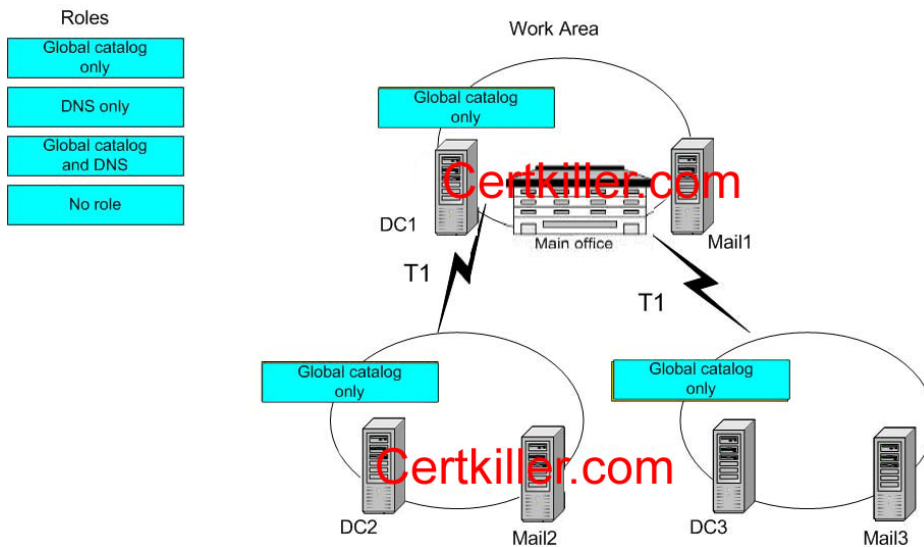 Roles
Global catalog
only
DNS only
Global catalog
and DNS
No role
Work Area
Global catalog
only
Certkiller.com
DC1
Main office
Mail1
T1
T1
Global catalog
only
Global catalog
only
Certkiller.com
DC2
Mail2
DC3
Mail3